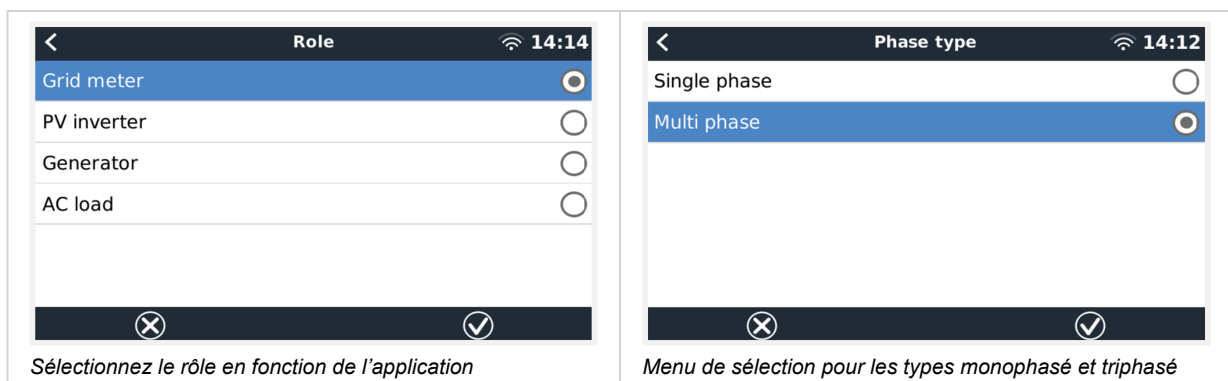 Role 14:14
Grid meter
PV inverter
Generator
AC load
Sélectionnez le rôle en fonction de l’application
Phase type 14:12
Single phase
Multi phase
Menu de sélection pour les types monophasé et triphasé